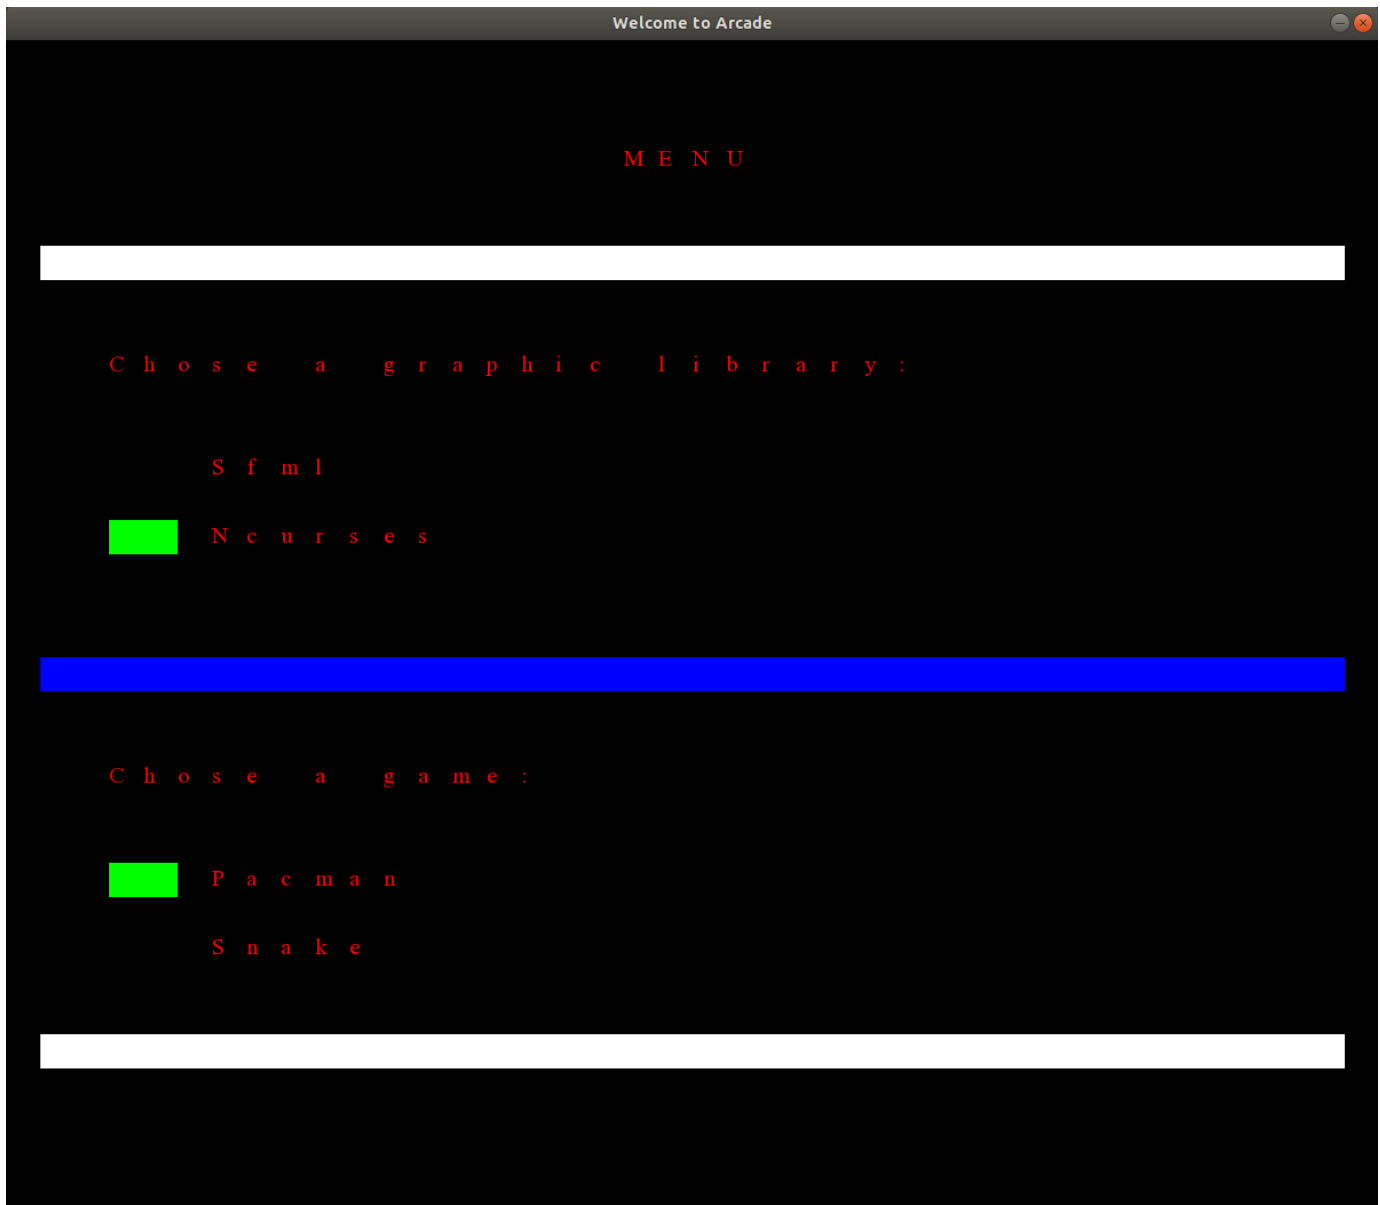 Welcome to Arcade
MENU
Chose a graphic library:
Sfml
Ncurses
Chose a game:
Pacman
Snake